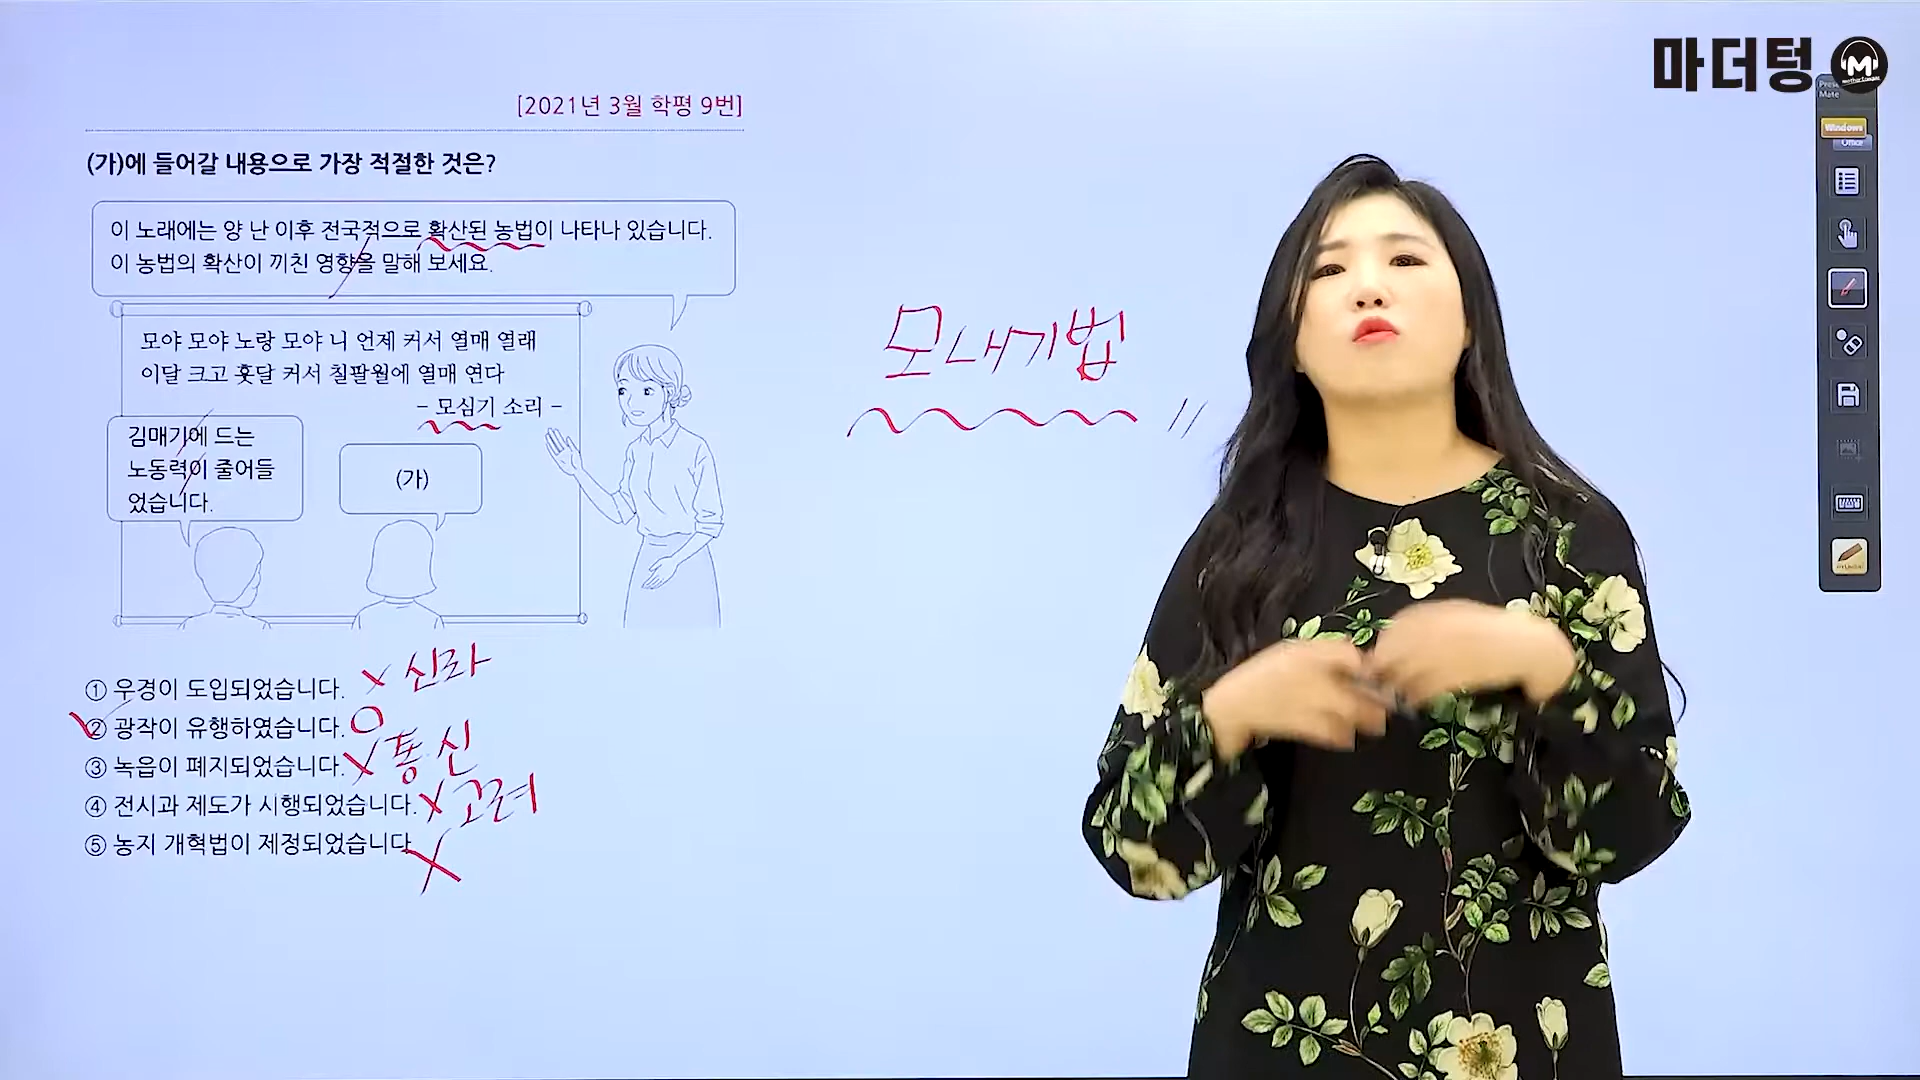 마더텅
M
[2021년 3월 학평 9번]
(가)에 들어갈 내용으로 가장 적절한 것은?
이 노래에는 양 난 이후 전국적으로 확산된 농법이 나타나 있습니다.
이 농법의 확산이 끼친 영향을 말해 보세요.
모야 모야 노랑 모야 니 언제 커서 열매 열래
이달 크고 훗달 커서 칠팔월에 열매 연다
- 모심기 소리 -
김매기에 드는
노동력이 줄어들
었습니다.
(가)
모내기법
① 우경이 도입되었습니다. X 신라
② 광작이 유행하였습니다. O
③ 녹읍이 폐지되었습니다. X 통신
④ 전시과 제도가 시행되었습니다. X 고려
⑤ 농지 개혁법이 제정되었습니다. X
Mate
Windows
Office